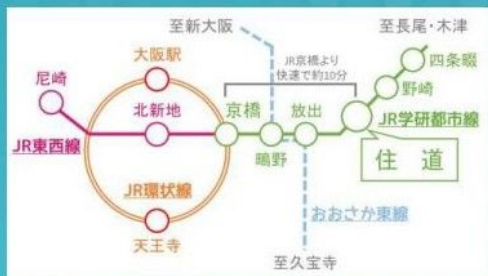 至新大阪
至長尾・木津
大阪駅
JR京橋より
快速で約10分
四条畷
尼崎
野崎
北新地
京橋
放出
JR学研都市線
JR東西線
鴫野
住道
JR環状線
おおさか東線
天王寺
至久宝寺